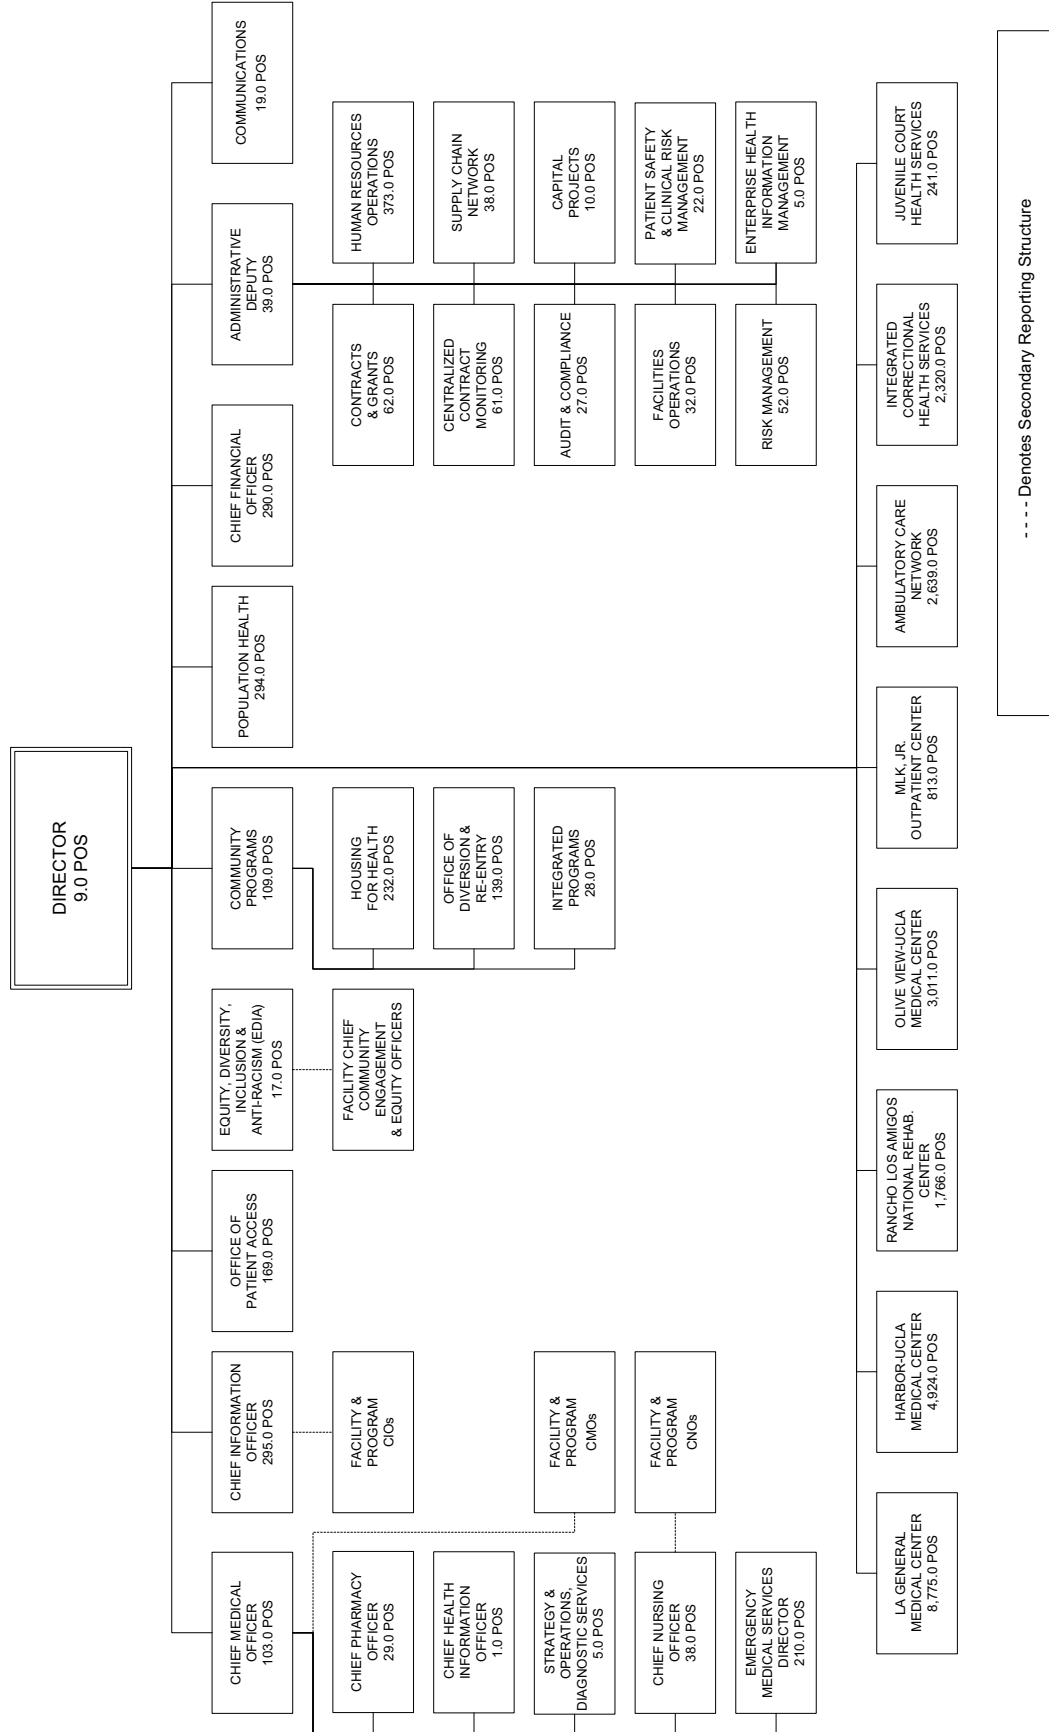 DIRECTOR
9.0 POS
CHIEF MEDICAL
OFFICER
103.0 POS
CHIEF INFORMATION
OFFICER
295.0 POS
OFFICE OF
PATIENT ACCESS
169.0 POS
EQUITY, DIVERSITY,
INCLUSION &
ANTI-RACISM (EDIA)
17.0 POS
COMMUNITY
PROGRAMS
109.0 POS
POPULATION HEALTH
294.0 POS
CHIEF FINANCIAL
OFFICER
290.0 POS
ADMINISTRATIVE
DEPUTY
39.0 POS
COMMUNICATIONS
19.0 POS
CHIEF PHARMACY
OFFICER
29.0 POS
FACILITY &
PROGRAM
CIOs
FACILITY CHIEF
COMMUNITY
ENGAGEMENT
& EQUITY OFFICERS
HOUSING
FOR HEALTH
232.0 POS
CONTRACTS
& GRANTS
62.0 POS
HUMAN RESOURCES
OPERATIONS
373.0 POS
CHIEF HEALTH
INFORMATION
OFFICER
1.0 POS
OFFICE OF
DIVERSION &
RE-ENTRY
139.0 POS
CENTRALIZED
CONTRACT
MONITORING
61.0 POS
SUPPLY CHAIN
NETWORK
38.0 POS
STRATEGY &
OPERATIONS,
DIAGNOSTIC SERVICES
5.0 POS
FACILITY &
PROGRAM
CMOs
INTEGRATED
PROGRAMS
28.0 POS
AUDIT & COMPLIANCE
27.0 POS
CAPITAL
PROJECTS
10.0 POS
CHIEF NURSING
OFFICER
38.0 POS
FACILITY &
PROGRAM
CNOs
FACILITIES
OPERATIONS
32.0 POS
PATIENT SAFETY
& CLINICAL RISK
MANAGEMENT
22.0 POS
EMERGENCY
MEDICAL SERVICES
DIRECTOR
210.0 POS
RISK MANAGEMENT
52.0 POS
ENTERPRISE HEALTH
INFORMATION
MANAGEMENT
5.0 POS
LA GENERAL
MEDICAL CENTER
8,775.0 POS
HARBOR-UCLA
MEDICAL CENTER
4,924.0 POS
RANCHO LOS AMIGOS
NATIONAL REHAB.
CENTER
1,766.0 POS
OLIVE VIEW-UCLA
MEDICAL CENTER
3,011.0 POS
MLK, JR.
OUTPATIENT CENTER
813.0 POS
AMBULATORY CARE
NETWORK
2,639.0 POS
INTEGRATED
CORRECTIONAL
HEALTH SERVICES
2,320.0 POS
JUVENILE COURT
HEALTH SERVICES
241.0 POS
- - - - Denotes Secondary Reporting Structure